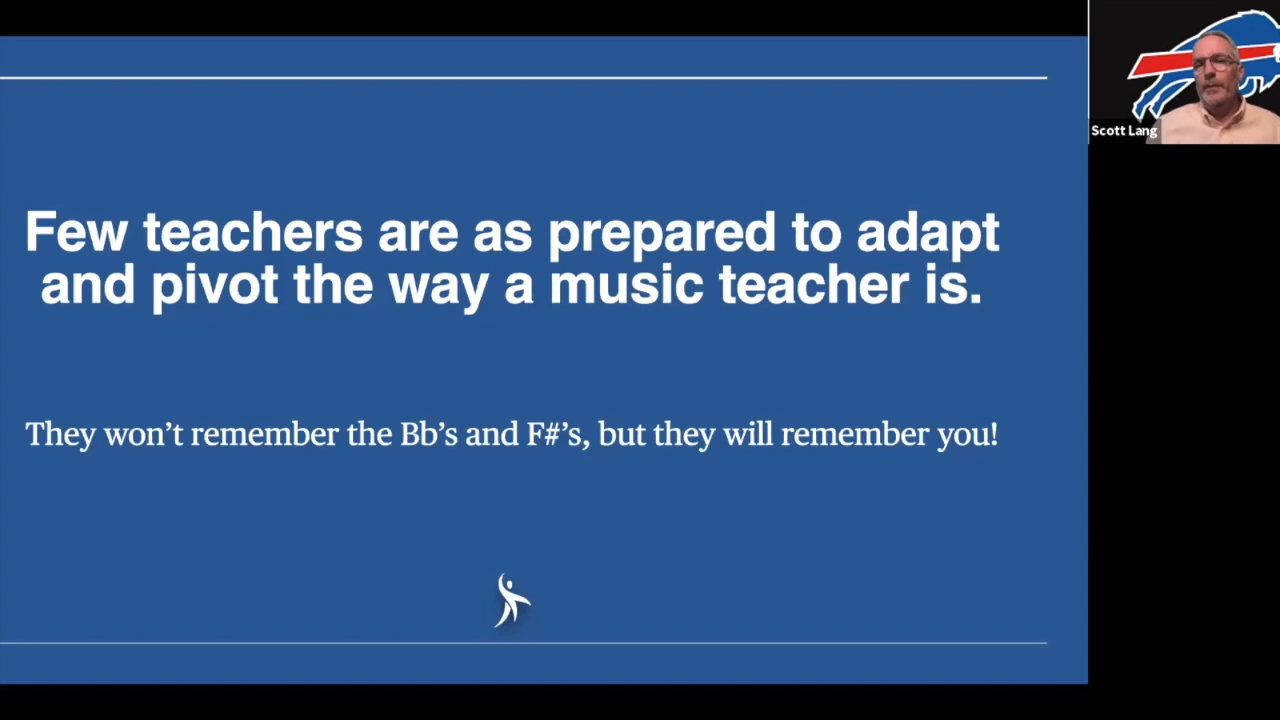 Few teachers are as prepared to adapt
and pivot the way a music teacher is.
They won’t remember the Bb’s and F#’s, but they will remember you!
Scott Lang